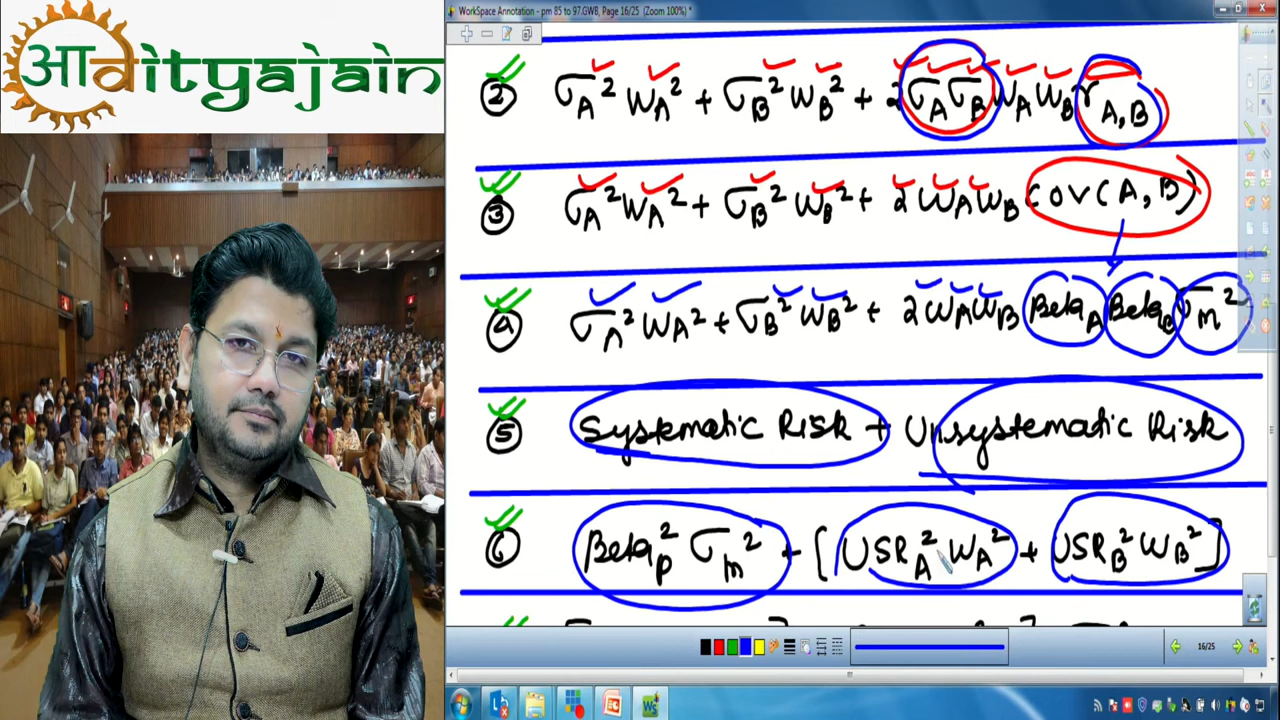 आdityajain
WorkSpace Annotation - pm 85 to 97.GWB, Page 16/25 (Zoom 100%) *
② σA² WA² + σB² WB² + 2 σA σB WA WB r A,B
③ σA² WA² + σB² WB² + 2 WA WB cov(A,B)
④ σA² WA² + σB² WB² + 2 WA WB BetaA BetaB σm²
⑤ Systematic Risk + Unsystematic Risk
⑥ Betap² σm² + [USRA² WA² + USRB² WB²]
16/25